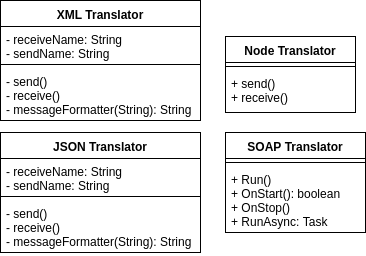 XML Translator
- receiveName: String
- sendName: String
- send()
- receive()
- messageFormatter(String): String
Node Translator
+ send()
+ receive()
JSON Translator
- receiveName: String
- sendName: String
- send()
- receive()
- messageFormatter(String): String
SOAP Translator
+ Run()
+ OnStart(): boolean
+ OnStop()
+ RunAsync: Task